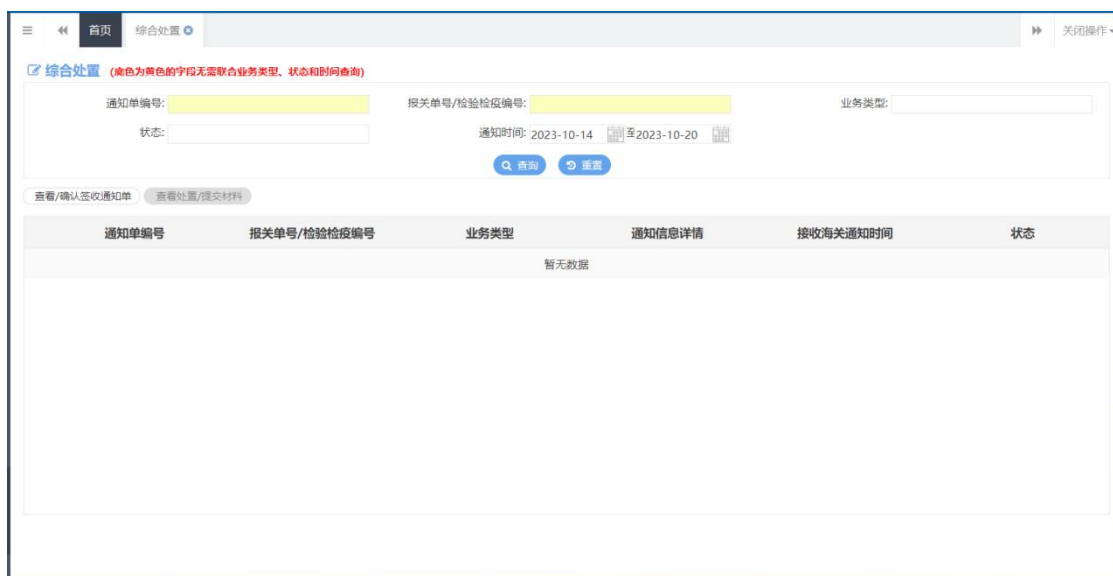 首页 综合处置 关闭操作
综合处置 (底色为黄色的字段无需联合业务类型、状态和时间查询)
通知单编号: 报关单号/检验检疫编号: 业务类型:
状态: 通知时间: 2023-10-14 至2023-10-20
查询 重置
查看/确认签收通知单 查看处置/提交材料
通知单编号 报关单号/检验检疫编号 业务类型 通知信息详情 接收海关通知时间 状态
暂无数据